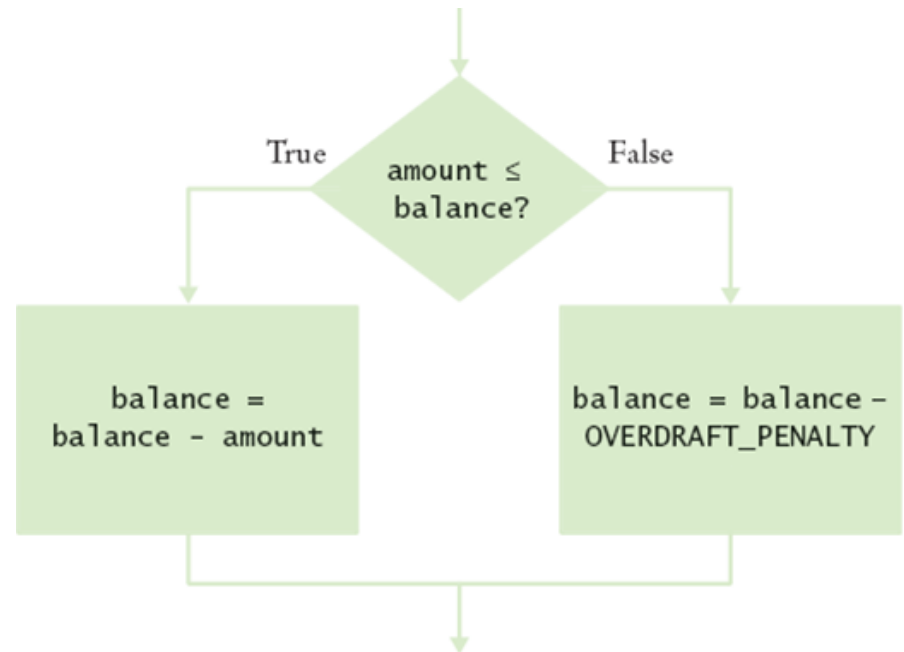 True
False
amount ≤
balance?
balance =
balance - amount
balance = balance –
OVERDRAFT_PENALTY